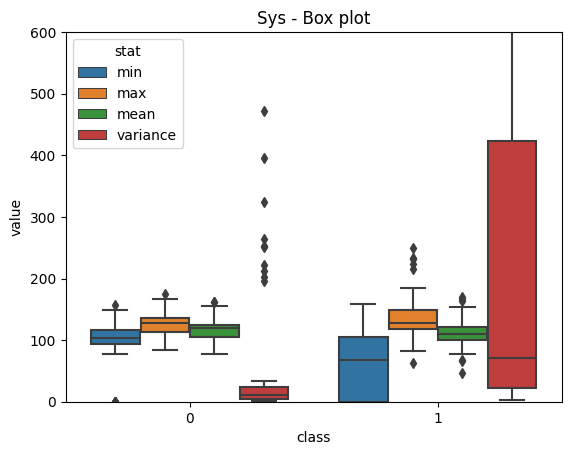 Sys - Box plot
stat
min
max
mean
variance
value
600
500
400
300
200
100
0
0 1
class